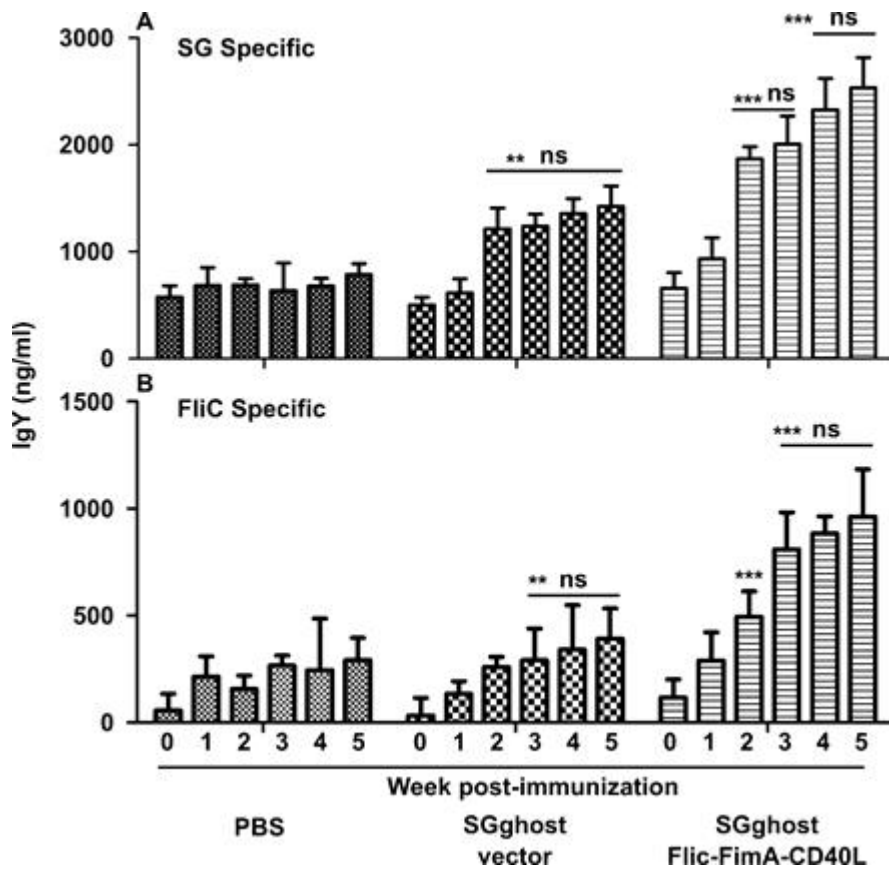 A
SG Specific
3000
2000
1000
0
** ns
*** ns
*** ns
IgY (ng/ml)
B
FliC Specific
1500
1000
500
0
** ns
***
*** ns
0 1 2 3 4 5 0 1 2 3 4 5 0 1 2 3 4 5
Week post-immunization
PBS
SGghost
vector
SGghost
Flic-FimA-CD40L